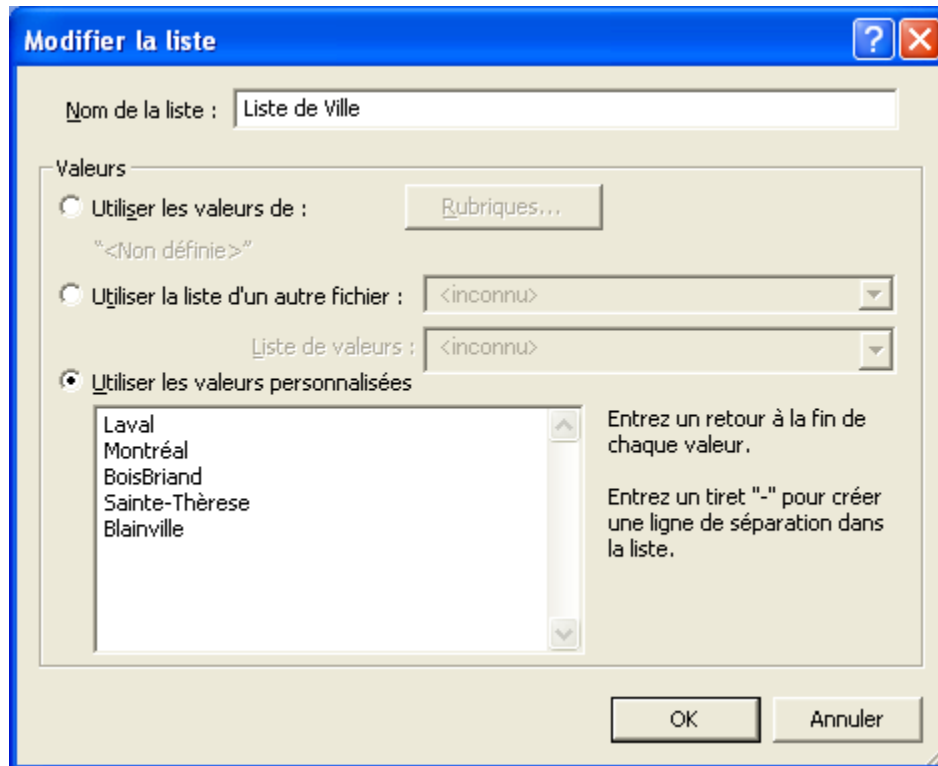 Modifier la liste
Nom de la liste : Liste de Ville
Valeurs
Utiliser les valeurs de : Rubriques...
"<Non définie>"
Utiliser la liste d'un autre fichier : <inconnu>
Liste de valeurs : <inconnu>
Utiliser les valeurs personnalisées
Laval
Montréal
BoisBriand
Sainte-Thèrese
Blainville
Entrez un retour à la fin de
chaque valeur.
Entrez un tiret "-" pour créer
une ligne de séparation dans
la liste.
OK Annuler